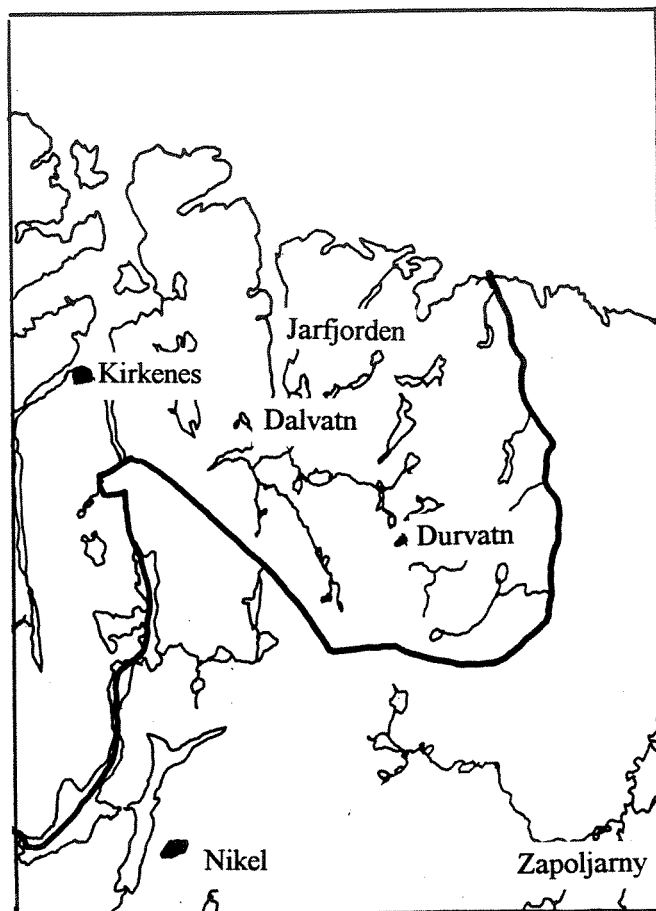 Jarfjorden
Kirkenes
Dalvatn
Durvatn
Nikel
Zapoljarny